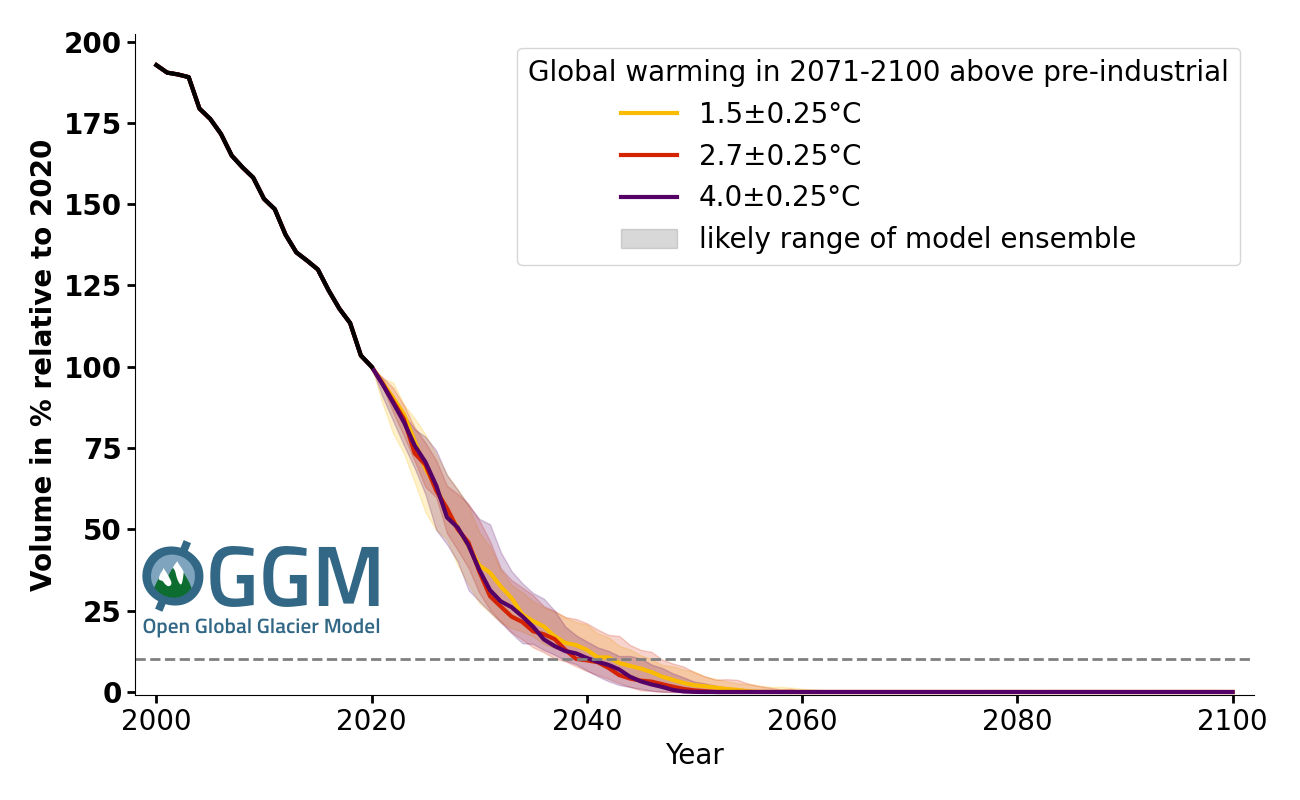 200
175
150
125
100
75
50
25
0
Volume in % relative to 2020
Global warming in 2071-2100 above pre-industrial
1.5±0.25°C
2.7±0.25°C
4.0±0.25°C
likely range of model ensemble
OGGM
Open Global Glacier Model
2000 2020 2040 2060 2080 2100
Year